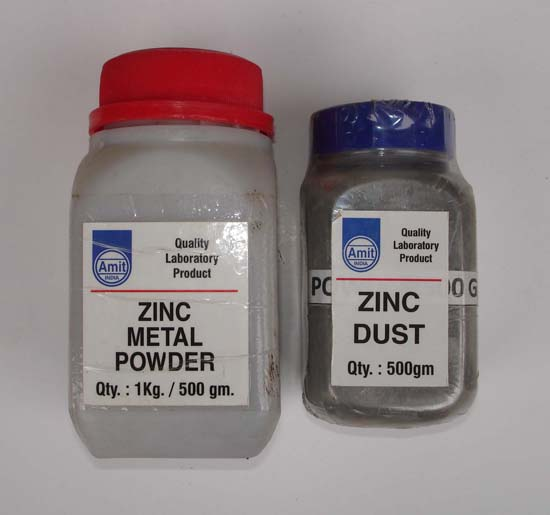 Amit
INDIA
Quality
Laboratory
Product
ZINC
METAL
POWDER
Qty. : 1Kg. / 500 gm.
Amit
INDIA
Quality
Laboratory
Product
ZINC
DUST
Qty. : 500gm